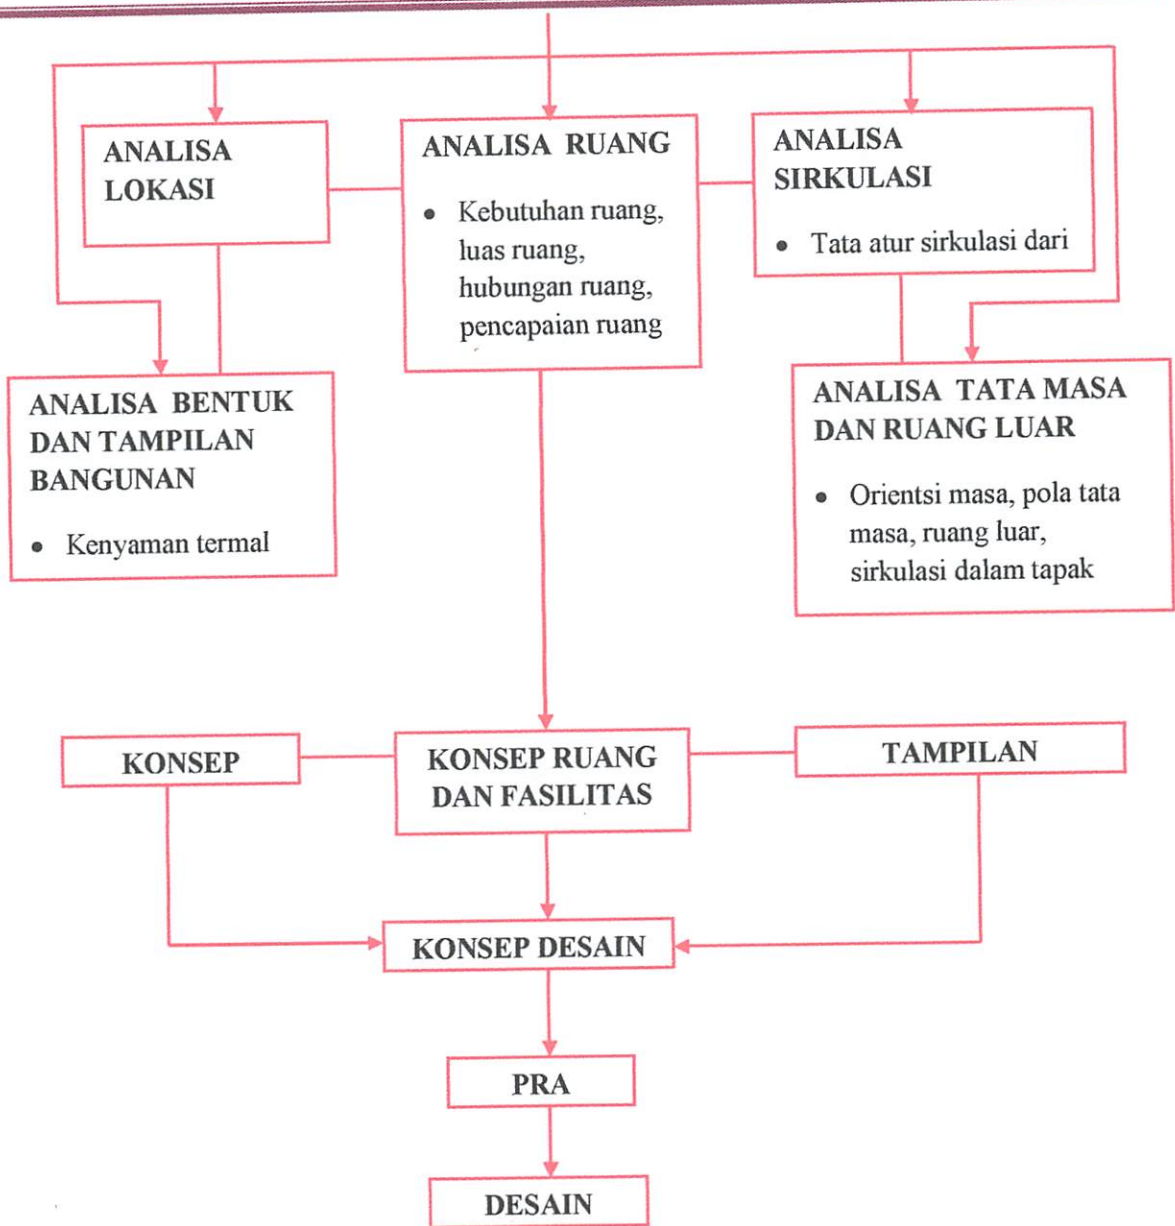 ANALISA
LOKASI
ANALISA RUANG
• Kebutuhan ruang,
luas ruang,
hubungan ruang,
pencapaian ruang
ANALISA
SIRKULASI
• Tata atur sirkulasi dari
ANALISA BENTUK
DAN TAMPILAN
BANGUNAN
• Kenyaman termal
ANALISA TATA MASA
DAN RUANG LUAR
• Orientsi masa, pola tata
masa, ruang luar,
sirkulasi dalam tapak
KONSEP
KONSEP RUANG
DAN FASILITAS
TAMPILAN
KONSEP DESAIN
PRA
DESAIN